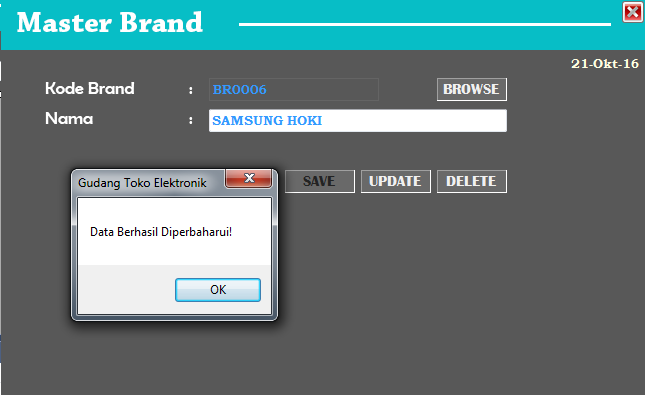 Master Brand
21-Okt-16
Kode Brand : BR0006 BROWSE
Nama : SAMSUNG HOKI
SAVE UPDATE DELETE
Gudang Toko Elektronik
Data Berhasil Diperbaharui!
OK